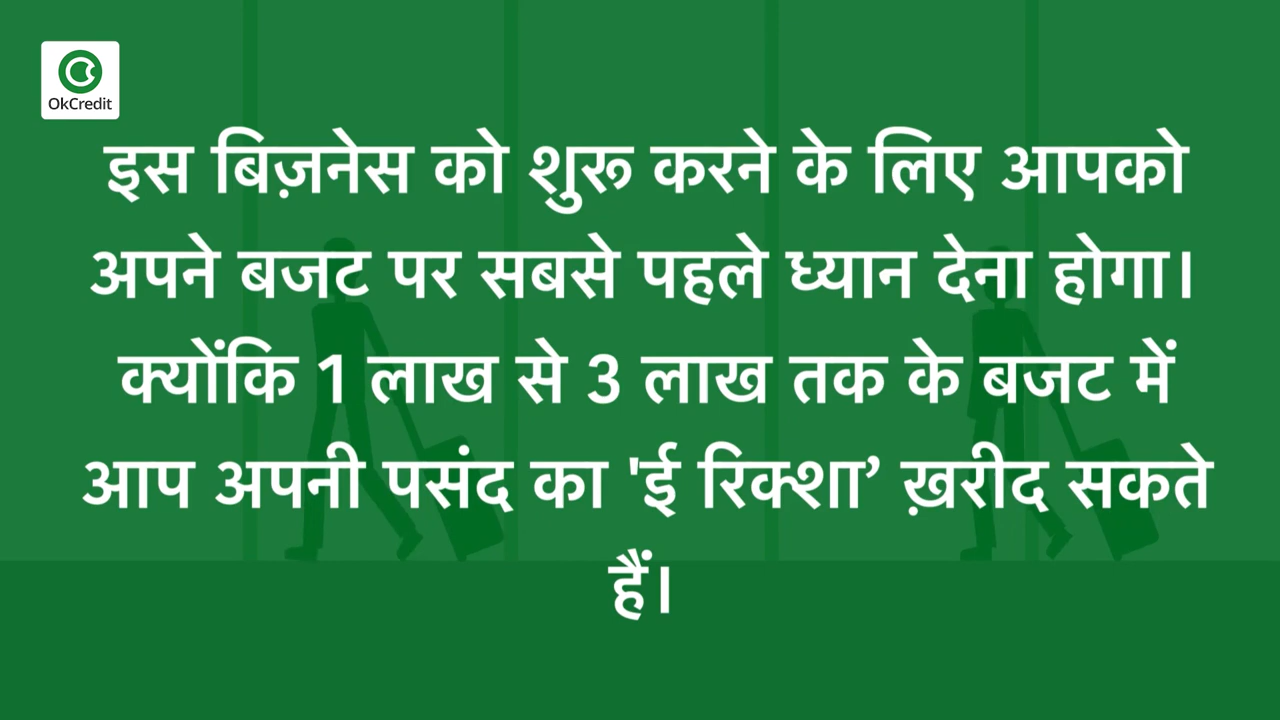 OkCredit
इस बिज़नेस को शुरू करने के लिए आपको
अपने बजट पर सबसे पहले ध्यान देना होगा।
क्योंकि 1 लाख से 3 लाख तक के बजट में
आप अपनी पसंद का 'ई रिक्शा’ ख़रीद सकते
हैं।